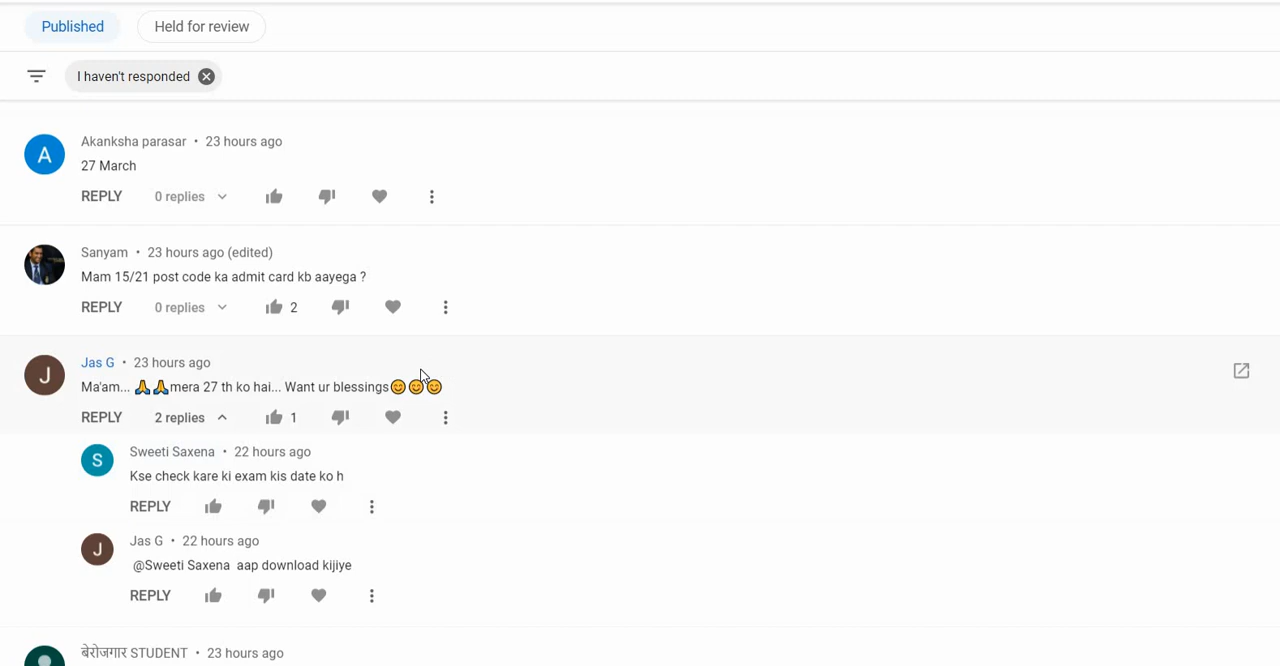 Published Held for review
I haven't responded
A Akanksha parasar • 23 hours ago
27 March
REPLY 0 replies
Sanyam • 23 hours ago (edited)
Mam 15/21 post code ka admit card kb aayega ?
REPLY 0 replies 2
J Jas G • 23 hours ago
Ma'am... 🙏🙏mera 27 th ko hai... Want ur blessings😊😊😊
REPLY 2 replies 1
S Sweeti Saxena • 22 hours ago
Kse check kare ki exam kis date ko h
REPLY
J Jas G • 22 hours ago
@Sweeti Saxena aap download kijiye
REPLY
बेरोजगार STUDENT • 23 hours ago